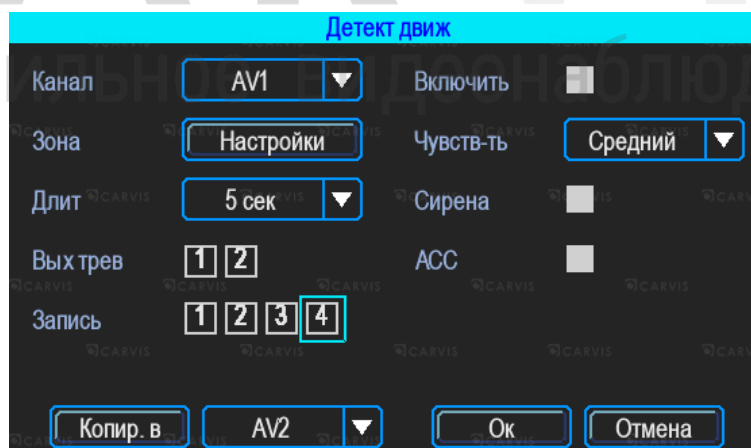 Детект движ
Канал AV1 Включить
Зона Настройки Чувств-ть Средний
Длит 5 сек Сирена
Вых трев 1 2 ACC
Запись 1 2 3 4
Копир. в AV2 Ок Отмена
CARVIS